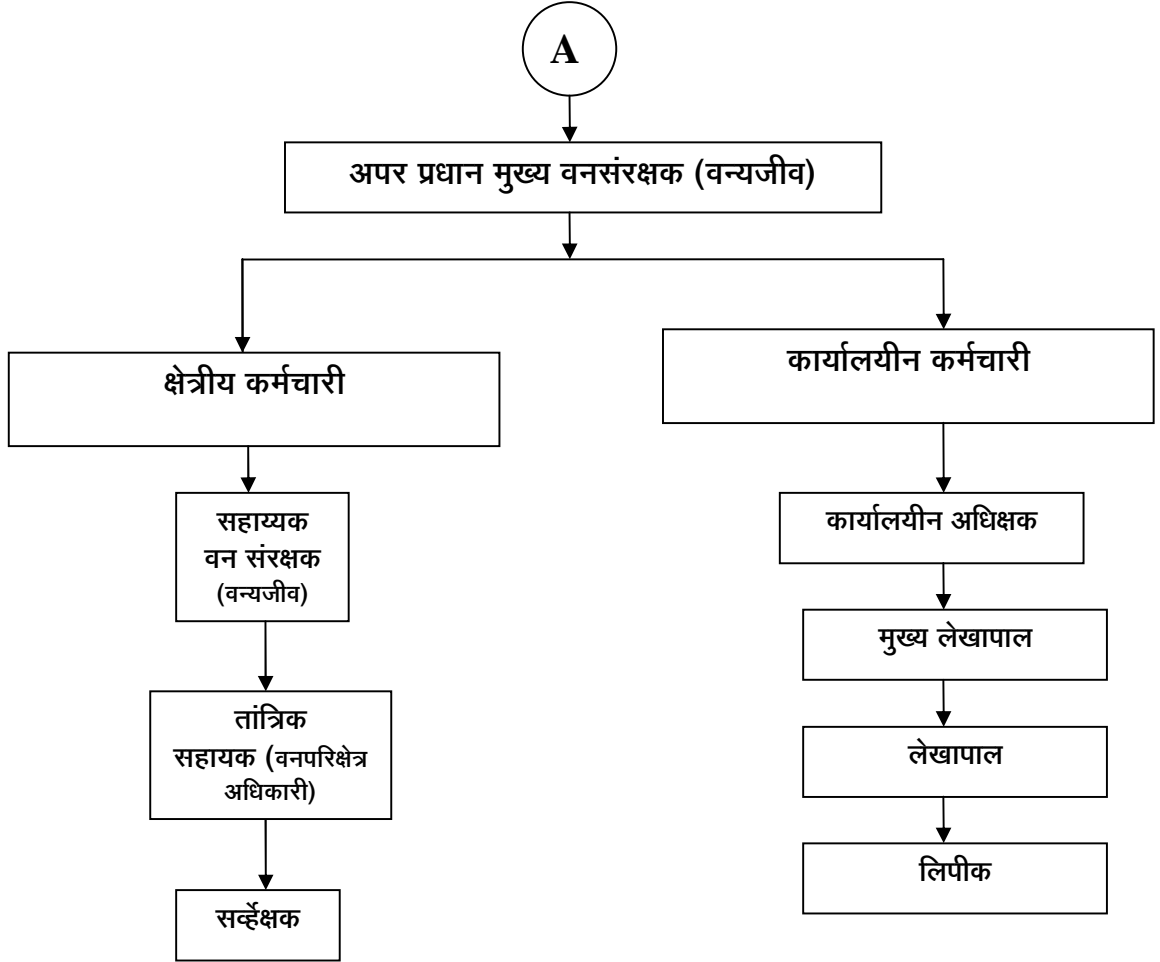 A
अपर प्रधान मुख्य वनसंरक्षक (वन्यजीव)
क्षेत्रीय कर्मचारी
कार्यालयीन कर्मचारी
सहाय्यक
वन संरक्षक
(वन्यजीव)
तांत्रिक
सहायक (वनपरिक्षेत्र
अधिकारी)
सर्व्हेक्षक
कार्यालयीन अधिक्षक
मुख्य लेखापाल
लेखापाल
लिपीक